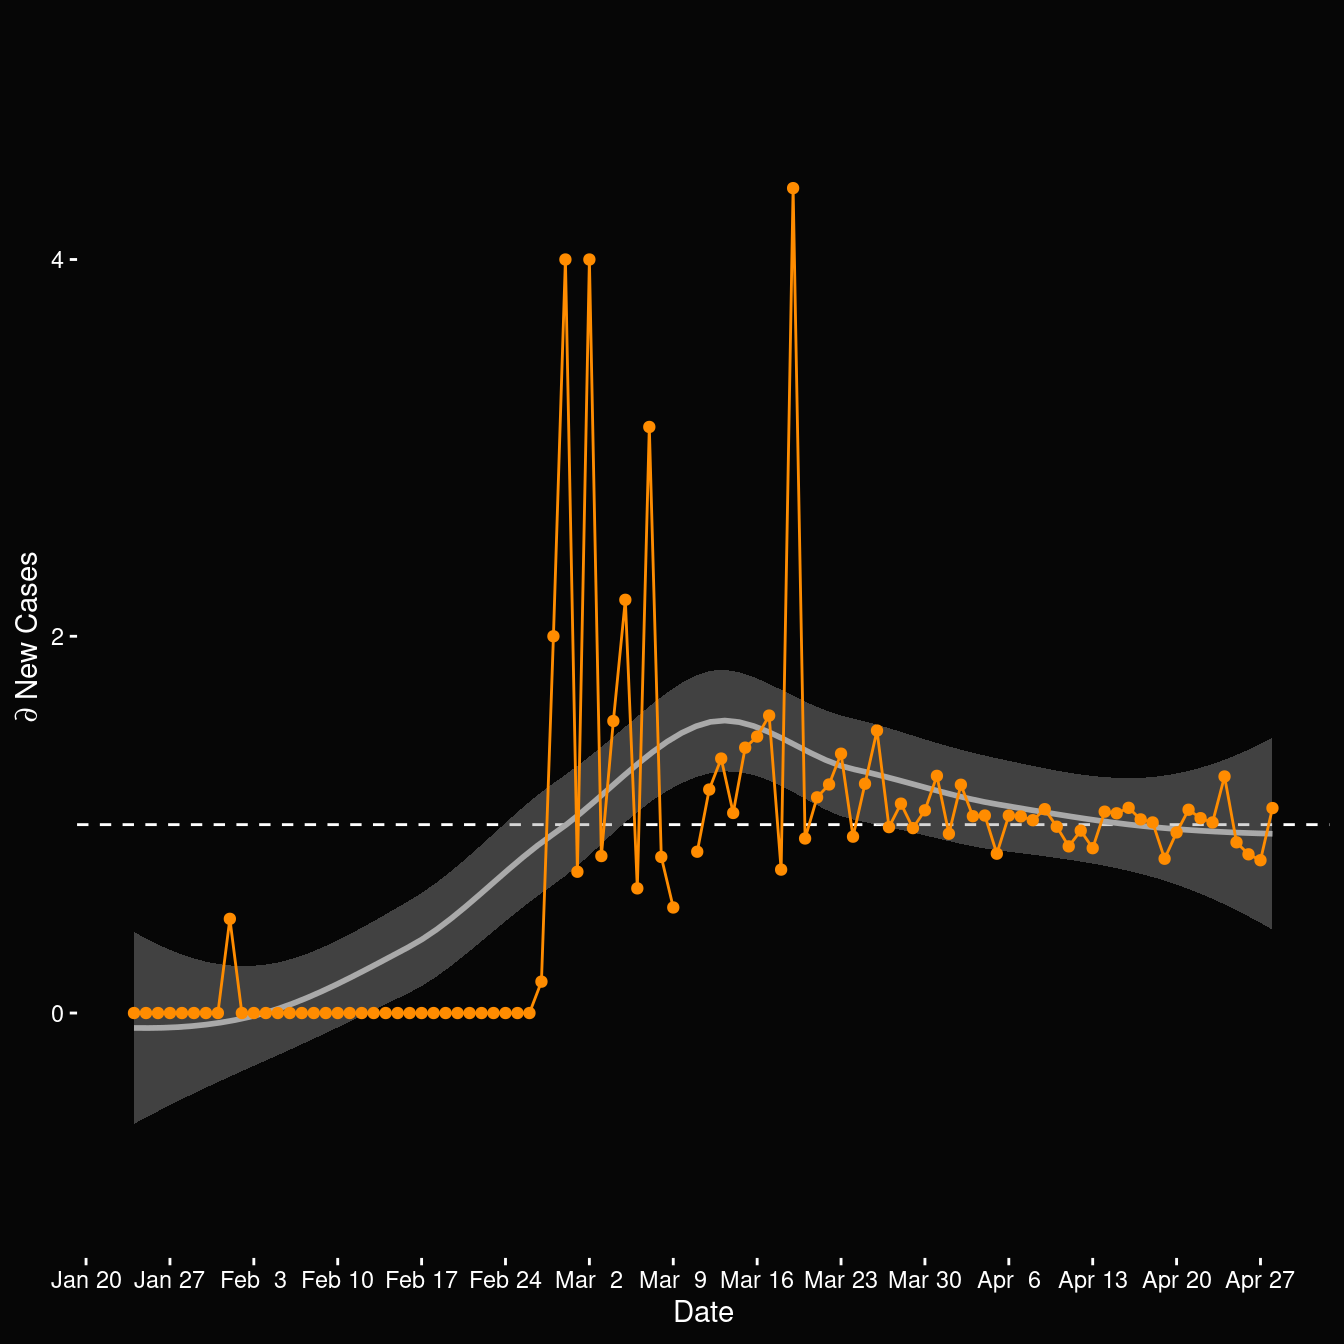 4
2
0
∂ New Cases
Jan 20 Jan 27 Feb 3 Feb 10 Feb 17 Feb 24 Mar 2 Mar 9 Mar 16 Mar 23 Mar 30 Apr 6 Apr 13 Apr 20 Apr 27
Date